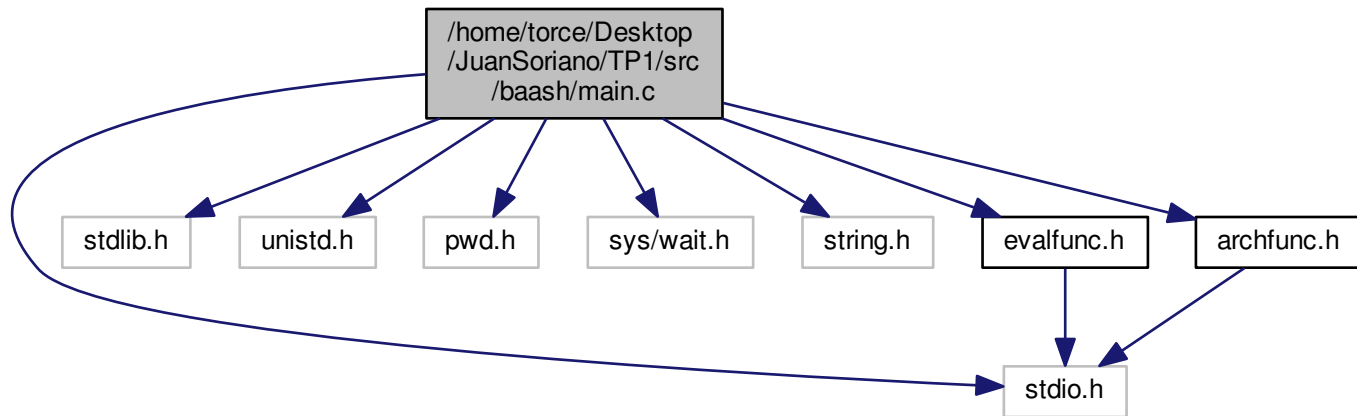 /home/torce/Desktop
/JuanSoriano/TP1/src
/baash/main.c
stdlib.h
unistd.h
pwd.h
sys/wait.h
string.h
evalfunc.h
archfunc.h
stdio.h